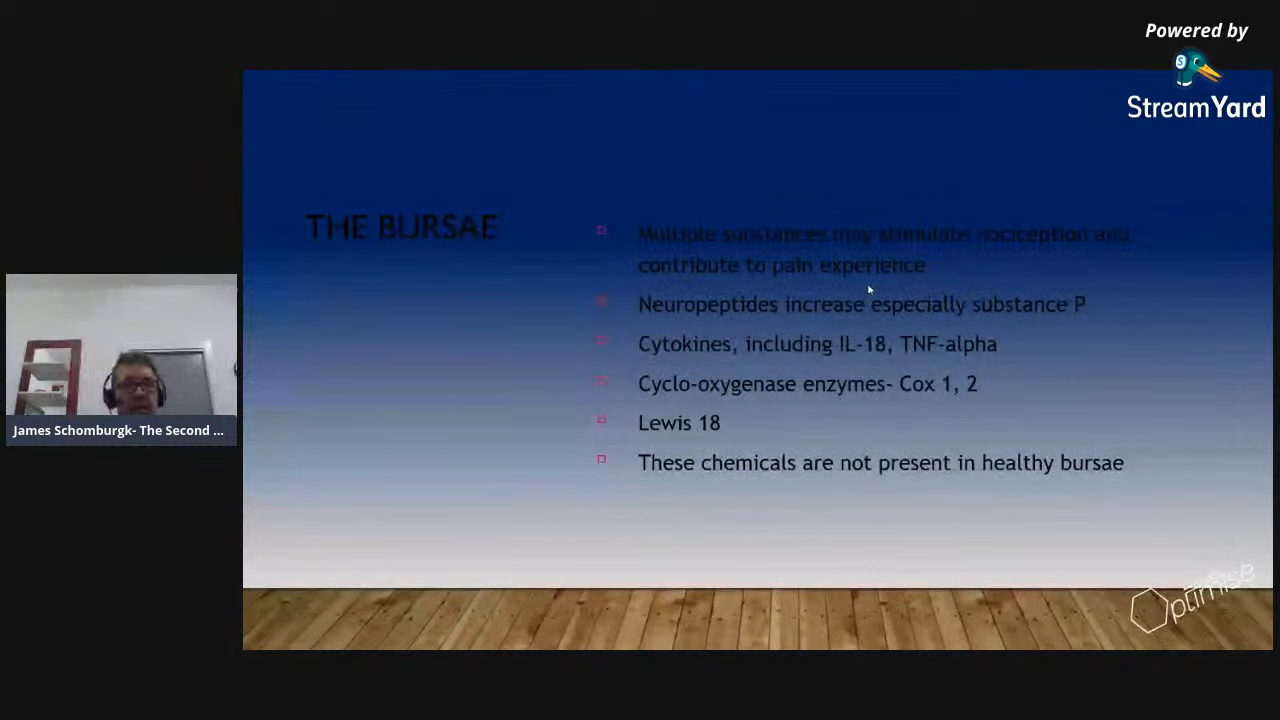 Powered by
StreamYard
THE BURSAE
Multiple substances may stimulate nociception and
contribute to pain experience
Neuropeptides increase especially substance P
Cytokines, including IL-18, TNF-alpha
Cyclo-oxygenase enzymes- Cox 1, 2
Lewis 18
These chemicals are not present in healthy bursae
James Schomburgk- The Second ...
Optimise